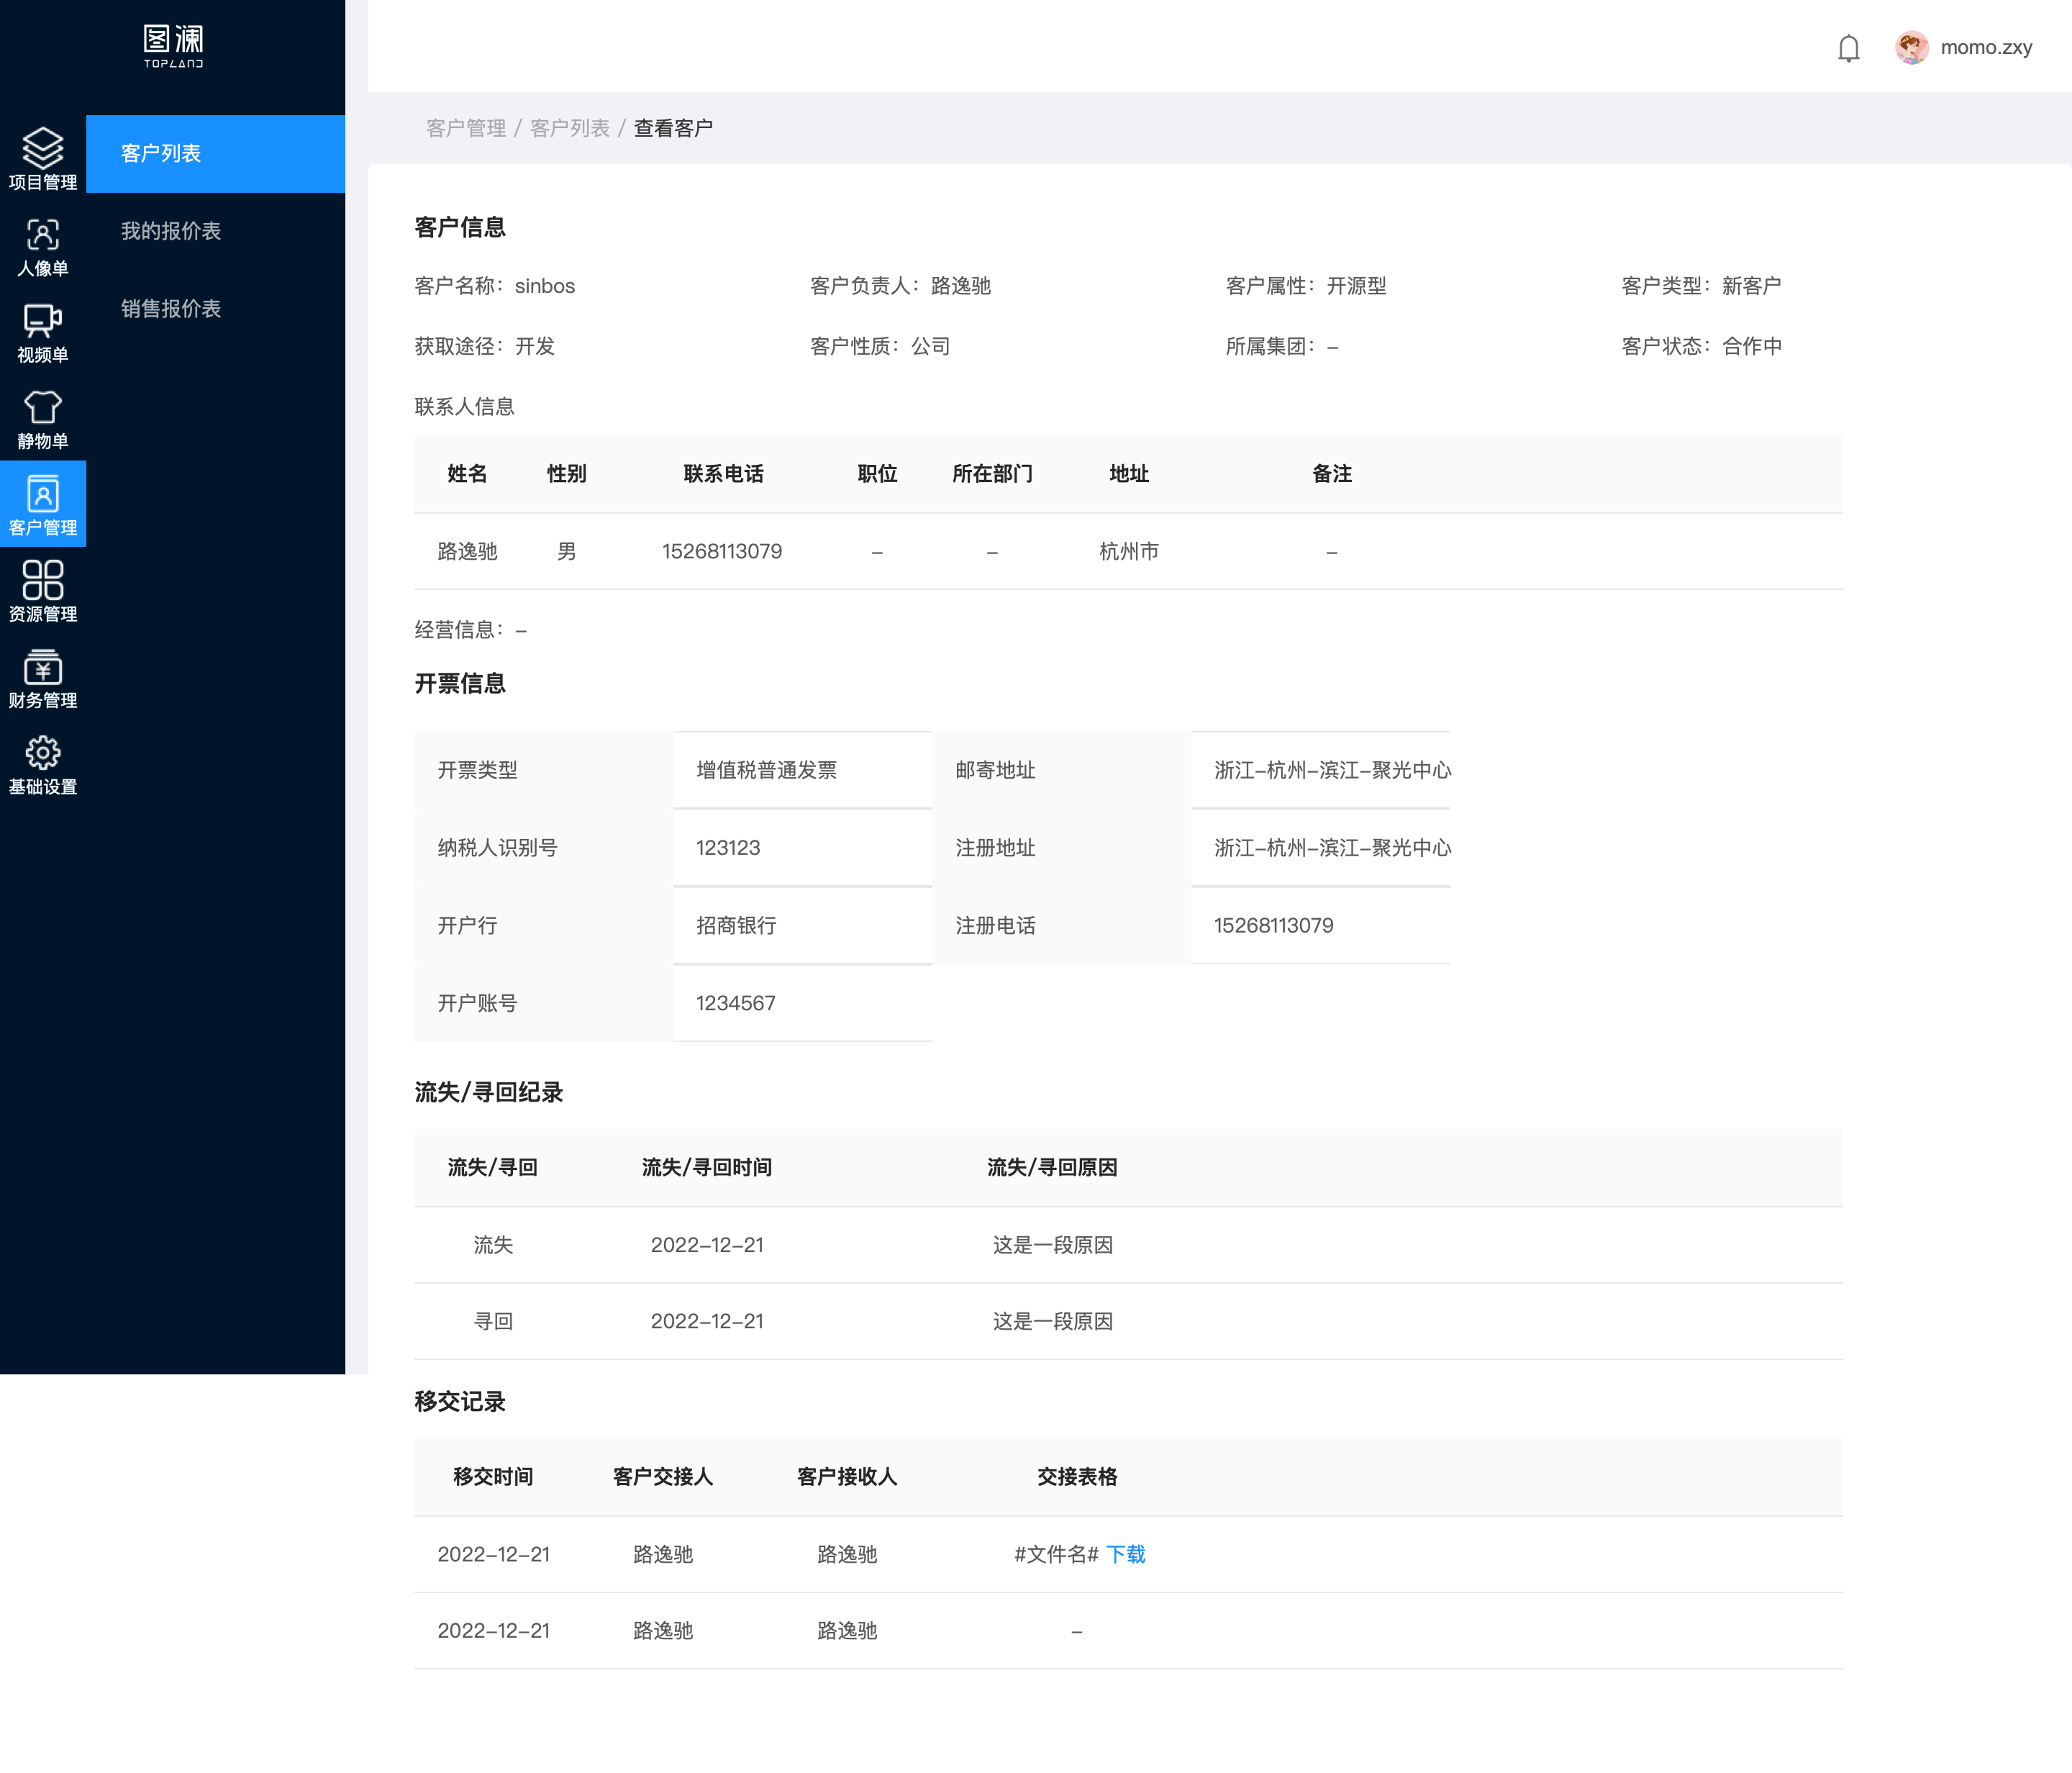 图澜
TOPLAND
momo.zxy
项目管理
人像单
视频单
静物单
客户管理
资源管理
财务管理
基础设置
客户列表
我的报价表
销售报价表
客户管理 / 客户列表 / 查看客户
客户信息
客户名称：sinbos 客户负责人：路逸驰 客户属性：开源型 客户类型：新客户
获取途径：开发 客户性质：公司 所属集团：– 客户状态：合作中
联系人信息
姓名 性别 联系电话 职位 所在部门 地址 备注
路逸驰 男 15268113079 – – 杭州市 –
经营信息：–
开票信息
开票类型 增值税普通发票 邮寄地址 浙江–杭州–滨江–聚光中心
纳税人识别号 123123 注册地址 浙江–杭州–滨江–聚光中心
开户行 招商银行 注册电话 15268113079
开户账号 1234567
流失/寻回纪录
流失/寻回 流失/寻回时间 流失/寻回原因
流失 2022–12–21 这是一段原因
寻回 2022–12–21 这是一段原因
移交记录
移交时间 客户交接人 客户接收人 交接表格
2022–12–21 路逸驰 路逸驰 #文件名# 下载
2022–12–21 路逸驰 路逸驰 –